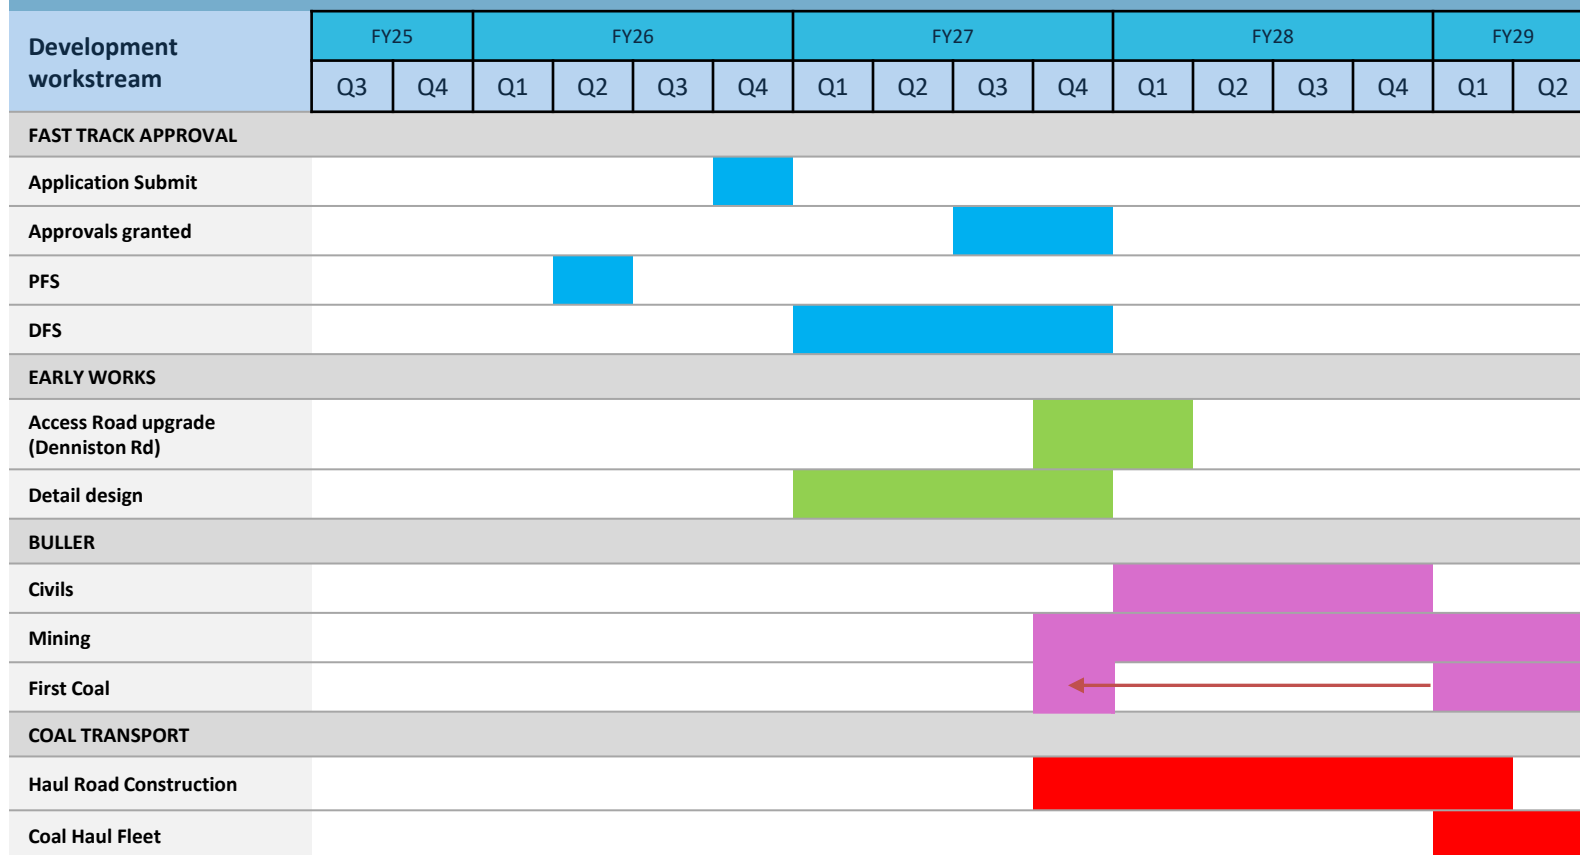 Development
workstream
FY25 FY26 FY27 FY28 FY29
Q3 Q4 Q1 Q2 Q3 Q4 Q1 Q2 Q3 Q4 Q1 Q2 Q3 Q4 Q1 Q2
FAST TRACK APPROVAL
Application Submit
Approvals granted
PFS
DFS
EARLY WORKS
Access Road upgrade
(Denniston Rd)
Detail design
BULLER
Civils
Mining
First Coal
COAL TRANSPORT
Haul Road Construction
Coal Haul Fleet